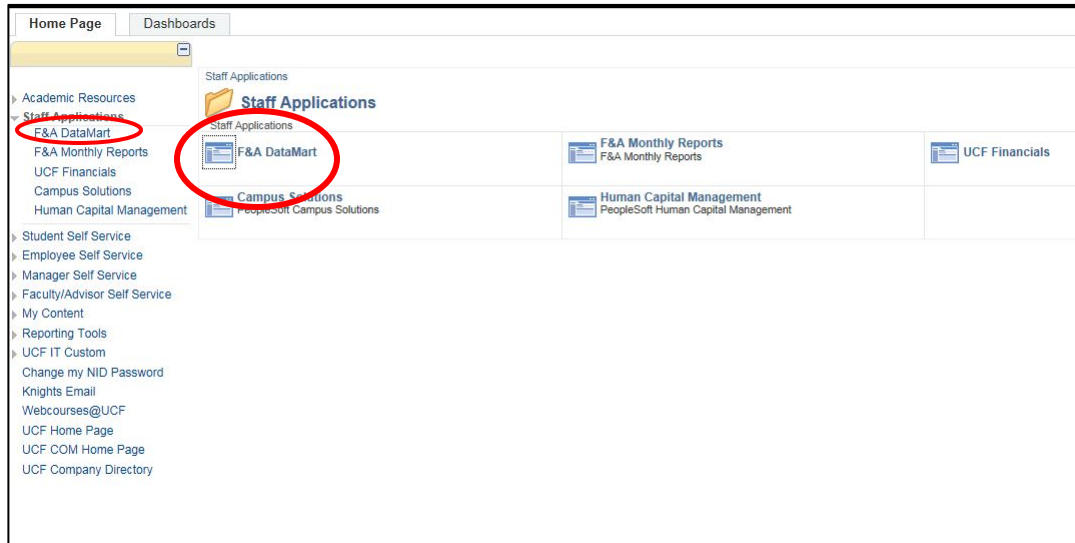 Home Page Dashboards
Academic Resources
Staff Applications
F&A DataMart
F&A Monthly Reports
UCF Financials
Campus Solutions
Human Capital Management
Student Self Service
Employee Self Service
Manager Self Service
Faculty/Advisor Self Service
My Content
Reporting Tools
UCF IT Custom
Change my NID Password
Knights Email
Webcourses@UCF
UCF Home Page
UCF COM Home Page
UCF Company Directory
Staff Applications
Staff Applications
Staff Applications
F&A DataMart
F&A Monthly Reports
F&A Monthly Reports
UCF Financials
Campus Solutions
PeopleSoft Campus Solutions
Human Capital Management
PeopleSoft Human Capital Management